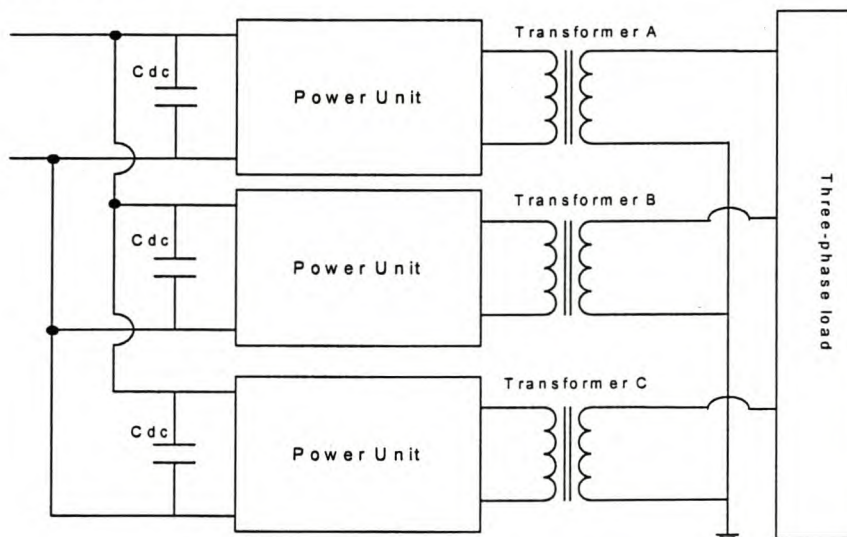 Transformer A
Cdc
Power Unit
Transformer B
Cdc
Power Unit
Transformer C
Cdc
Power Unit
Three-phase load